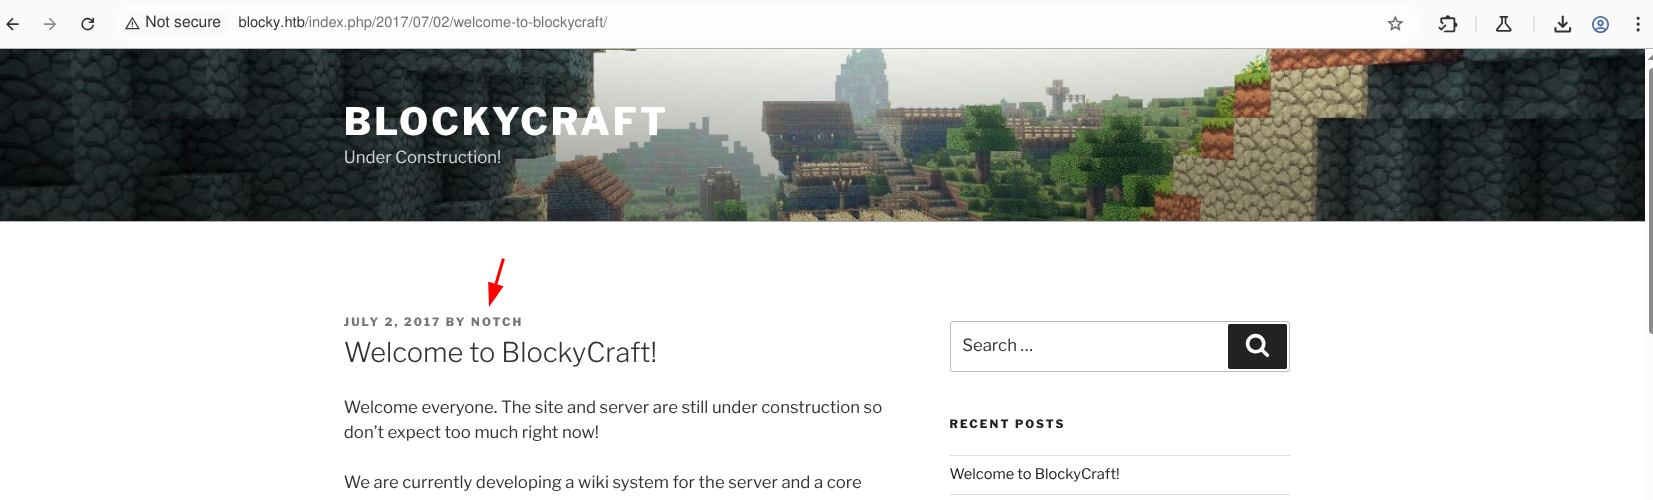 Not secure
blocky.htb/index.php/2017/07/02/welcome-to-blockycraft/
BLOCKYCRAFT
Under Construction!
JULY 2, 2017 BY NOTCH
Welcome to BlockyCraft!
Welcome everyone. The site and server are still under construction so
don’t expect too much right now!
We are currently developing a wiki system for the server and a core
Search …
RECENT POSTS
Welcome to BlockyCraft!